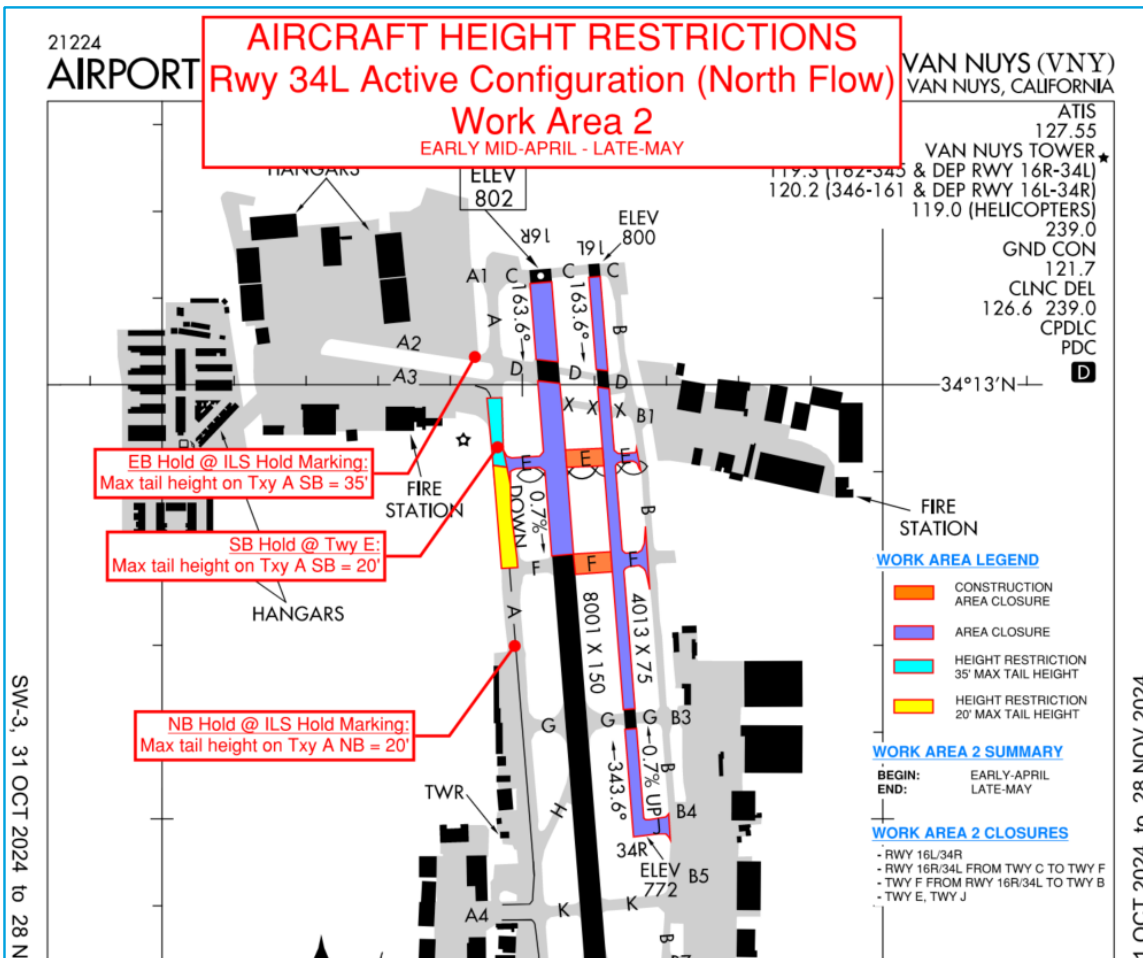 21224
AIRPORT
AIRCRAFT HEIGHT RESTRICTIONS
Rwy 34L Active Configuration (North Flow)
Work Area 2
EARLY MID-APRIL - LATE-MAY
VAN NUYS (VNY)
VAN NUYS, CALIFORNIA
ATIS
127.55
VAN NUYS TOWER
119.3 (162-345 & DEP RWY 16R-34L)
120.2 (346-161 & DEP RWY 16L-34R)
119.0 (HELICOPTERS)
239.0
GND CON
121.7
CLNC DEL
126.6 239.0
CPDLC
PDC
D
HANGARS
ELEV
802
ELEV
800
16R
16L
A1
C
C
C
163.6°
163.6°
A
B
A2
A3
D
D
D
34°13'N
X
X
X
B1
EB Hold @ ILS Hold Marking:
Max tail height on Txy A SB = 35'
FIRE
STATION
E
E
E
DOWN
0.7%
B
FIRE
STATION
SB Hold @ Twy E:
Max tail height on Txy A SB = 20'
HANGARS
F
F
F
A
8001 X 150
4013 X 75
WORK AREA LEGEND
CONSTRUCTION
AREA CLOSURE
AREA CLOSURE
HEIGHT RESTRICTION
35' MAX TAIL HEIGHT
HEIGHT RESTRICTION
20' MAX TAIL HEIGHT
NB Hold @ ILS Hold Marking:
Max tail height on Txy A NB = 20'
G
G
G
B3
343.6°
0.7% UP
B
WORK AREA 2 SUMMARY
BEGIN: EARLY-APRIL
END: LATE-MAY
TWR
H
J
B4
34R
ELEV
772
B5
WORK AREA 2 CLOSURES
- RWY 16L/34R
- RWY 16R/34L FROM TWY C TO TWY F
- TWY F FROM RWY 16R/34L TO TWY B
- TWY E, TWY J
A4
K
K
B
SW-3, 31 OCT 2024 to 28 N
OCT 2024 to 28 NOV 2024